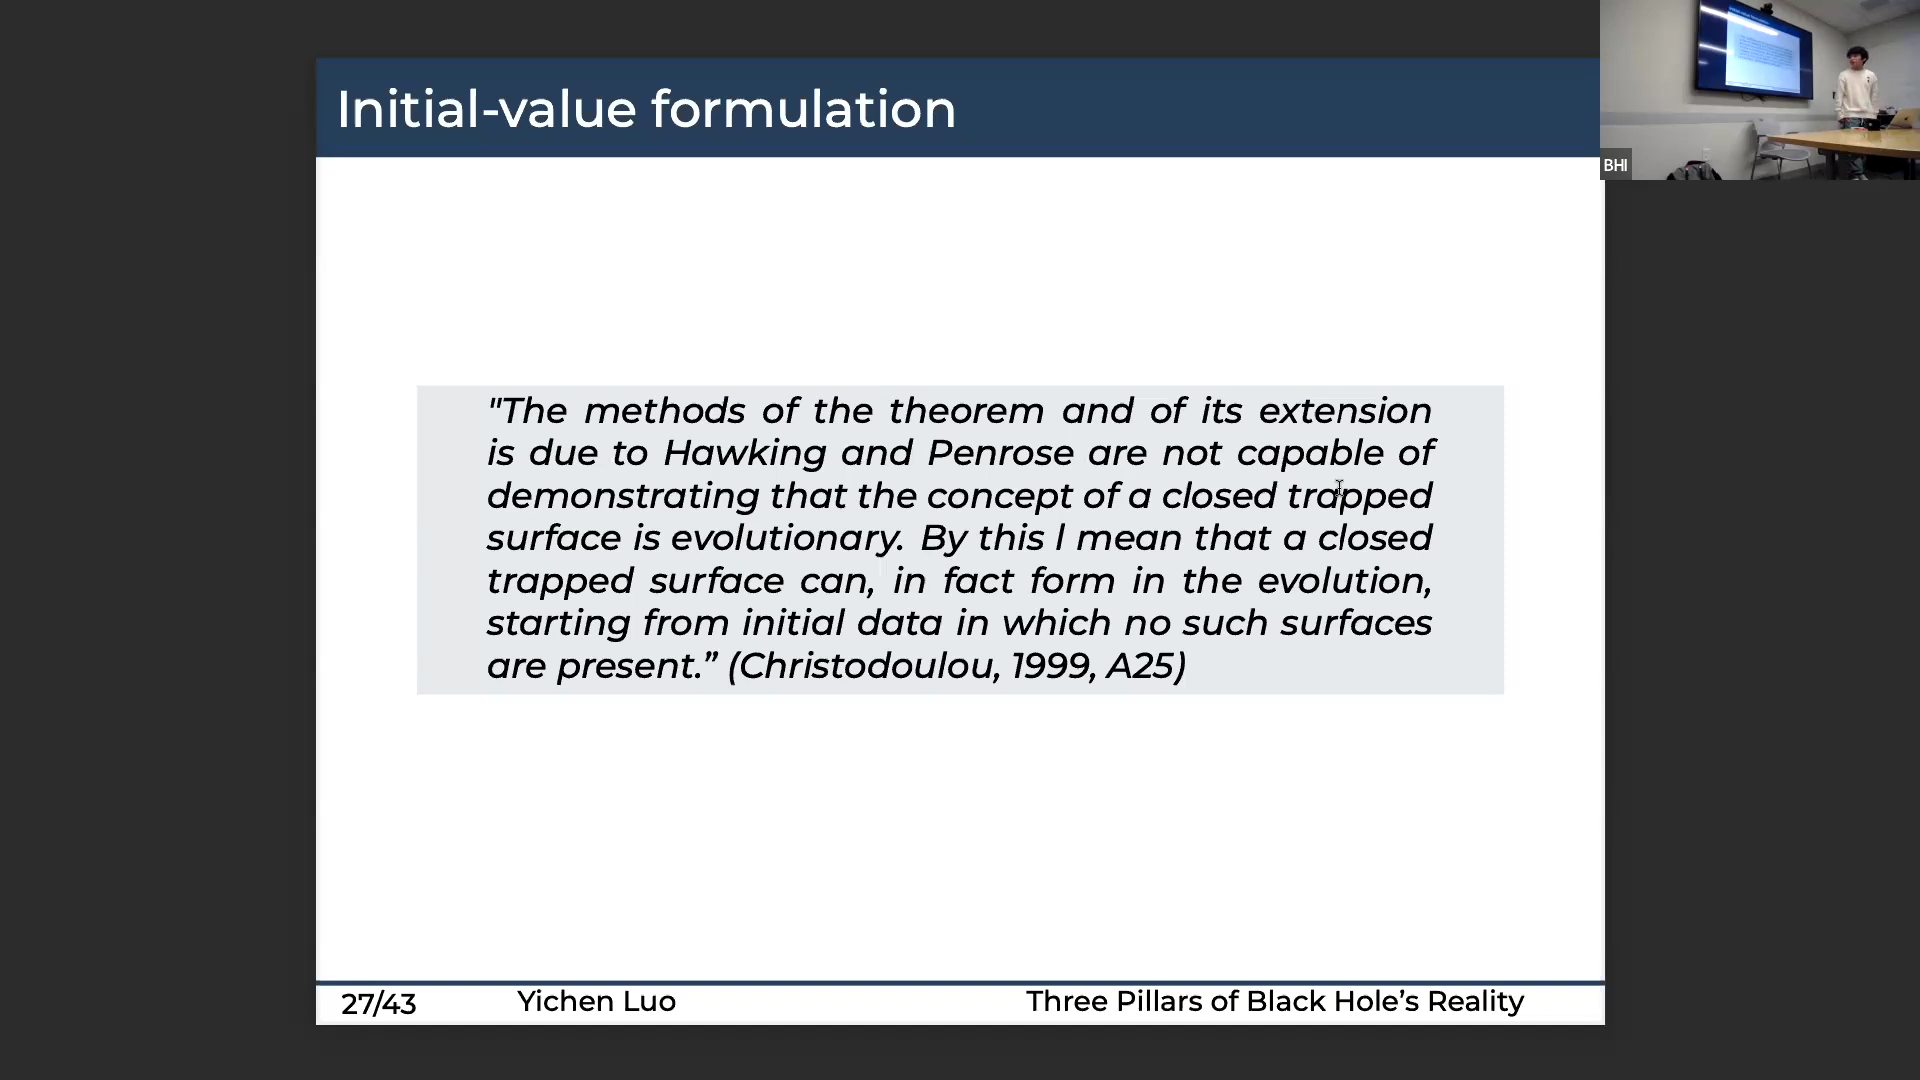 Initial-value formulation
"The methods of the theorem and of its extension
is due to Hawking and Penrose are not capable of
demonstrating that the concept of a closed trapped
surface is evolutionary. By this l mean that a closed
trapped surface can, in fact form in the evolution,
starting from initial data in which no such surfaces
are present.” (Christodoulou, 1999, A25)
27/43 Yichen Luo Three Pillars of Black Hole’s Reality
BHI